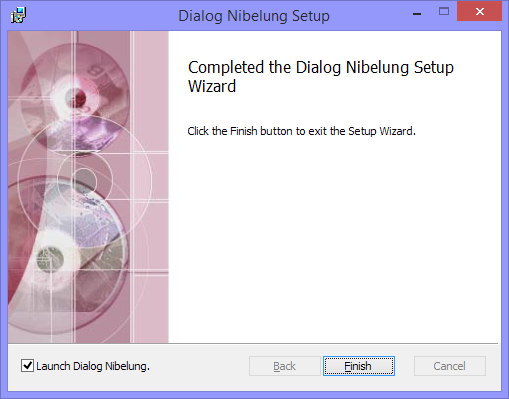 Dialog Nibelung Setup
Completed the Dialog Nibelung Setup
Wizard
Click the Finish button to exit the Setup Wizard.
Launch Dialog Nibelung.
Back
Finish
Cancel